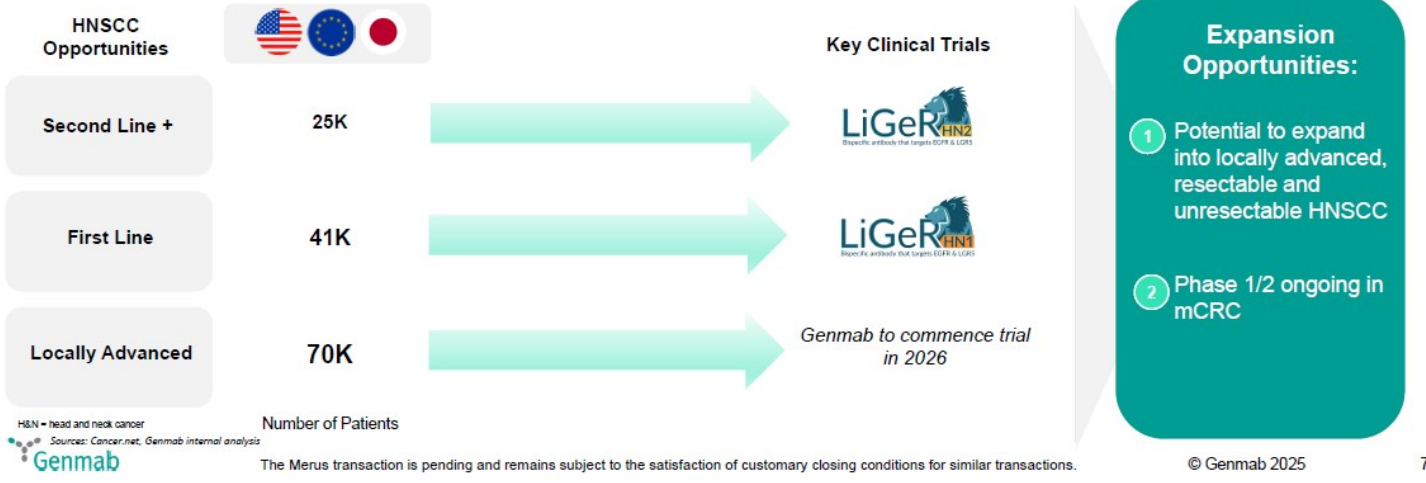 HNSCC
Opportunities
Key Clinical Trials
Second Line +
25K
LiGeR HN2
Bispecific antibody that targets EGFR & LGR5
First Line
41K
LiGeR HN1
Bispecific antibody that targets EGFR & LGR5
Locally Advanced
70K
Genmab to commence trial
in 2026
Expansion
Opportunities:
1 Potential to expand
into locally advanced,
resectable and
unresectable HNSCC
2 Phase 1/2 ongoing in
mCRC
H&N = head and neck cancer
Number of Patients
Sources: Cancer.net, Genmab internal analysis
Genmab
The Merus transaction is pending and remains subject to the satisfaction of customary closing conditions for similar transactions.
© Genmab 2025
7